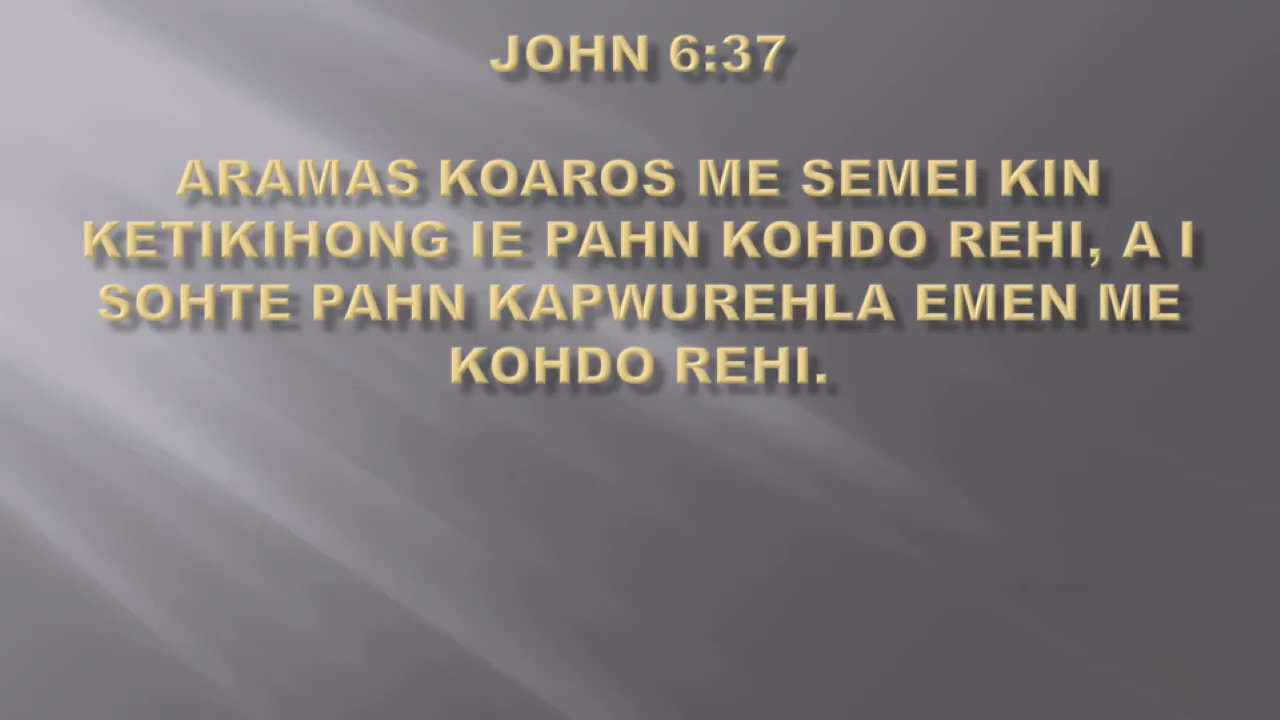 JOHN 6:37
ARAMAS KOAROS ME SEMEI KIN
KETIKIHONG IE PAHN KOHDO REHI, A I
SOHTE PAHN KAPWUREHLA EMEN ME
KOHDO REHI.